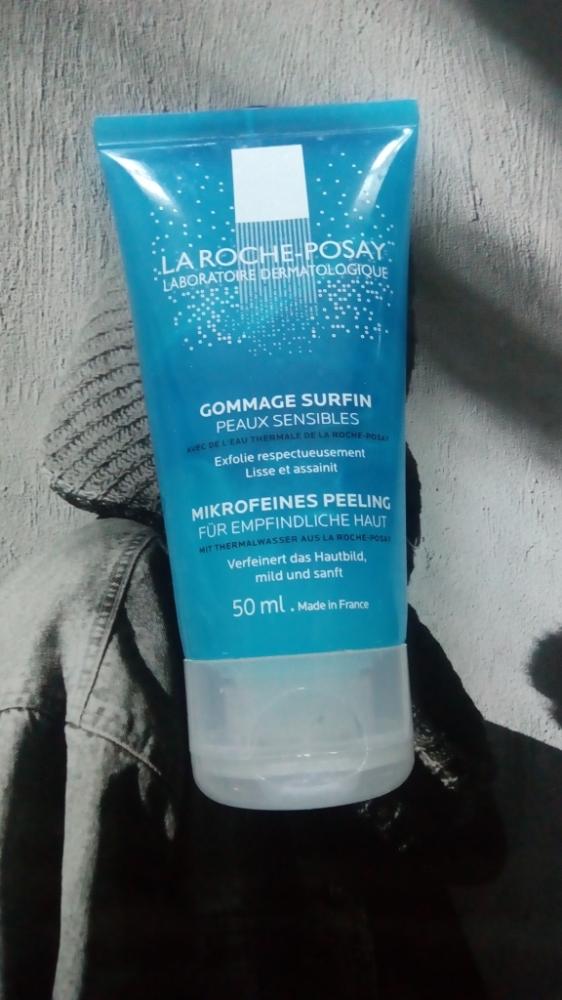 LA ROCHE-POSAY
LABORATOIRE DERMATOLOGIQUE
GOMMAGE SURFIN
PEAUX SENSIBLES
AVEC DE L'EAU THERMALE DE LA ROCHE-POSAY
Exfolie respectueusement
Lisse et assainit
MIKROFEINES PEELING
FÜR EMPFINDLICHE HAUT
MIT THERMALWASSER AUS LA ROCHE-POSAY
Verfeinert das Hautbild,
mild und sanft
50 ml . Made in France